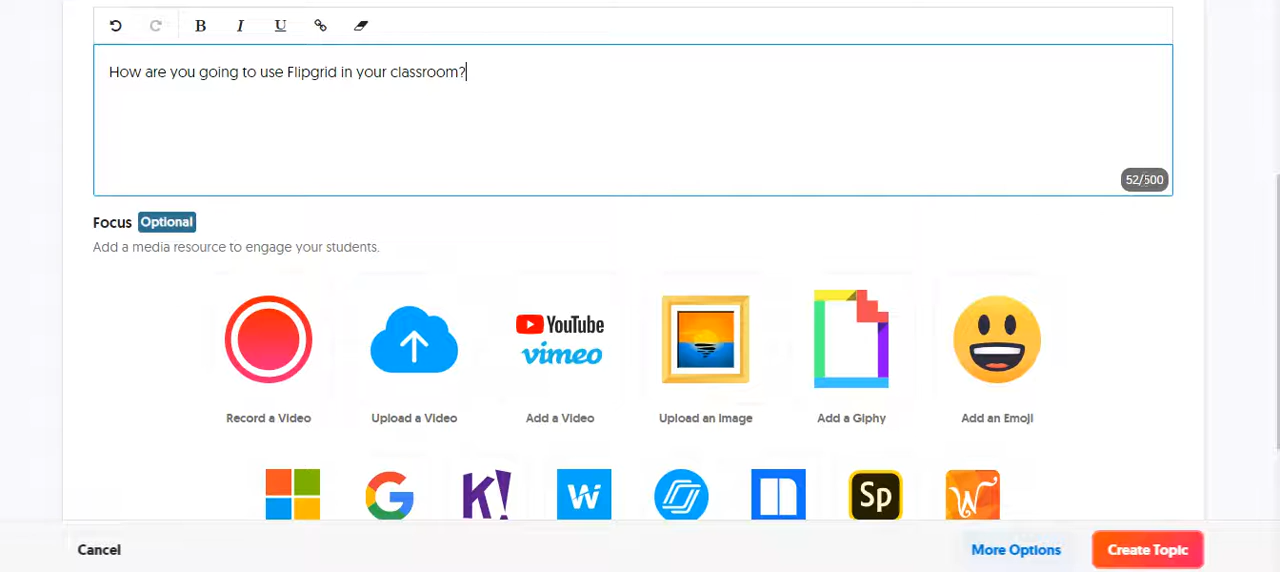 B I U
How are you going to use Flipgrid in your classroom?
52/500
Focus Optional
Add a media resource to engage your students.
YouTube
vimeo
Record a Video Upload a Video Add a Video Upload an Image Add a Giphy Add an Emoji
G K! W Sp W
Cancel More Options Create Topic